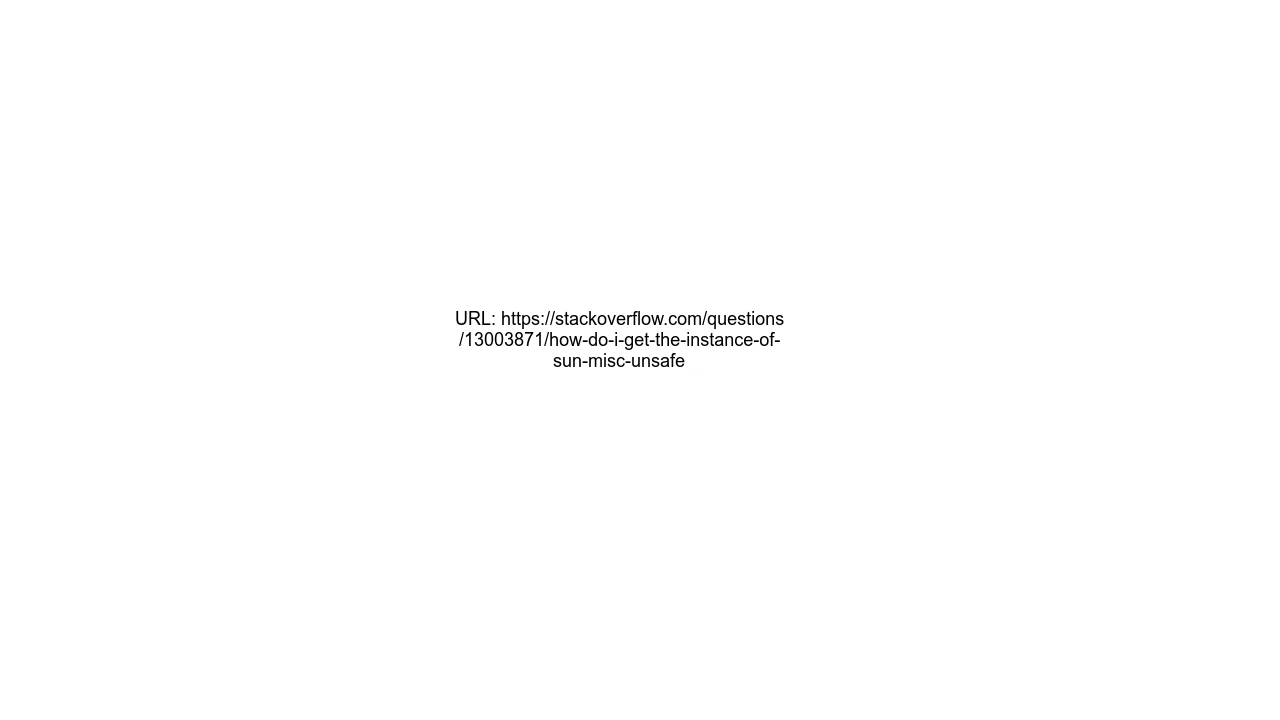 URL: https://stackoverflow.com/questions
/13003871/how-do-i-get-the-instance-of-
sun-misc-unsafe